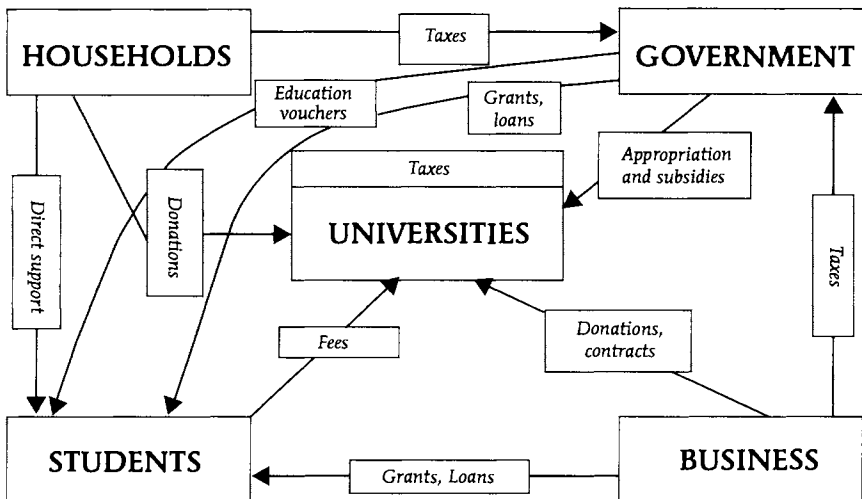 HOUSEHOLDS
Taxes
GOVERNMENT
Education
vouchers
Grants,
loans
Appropriation
and subsidies
Taxes
UNIVERSITIES
Direct support
Donations
Taxes
Fees
Donations,
contracts
STUDENTS
Grants, Loans
BUSINESS